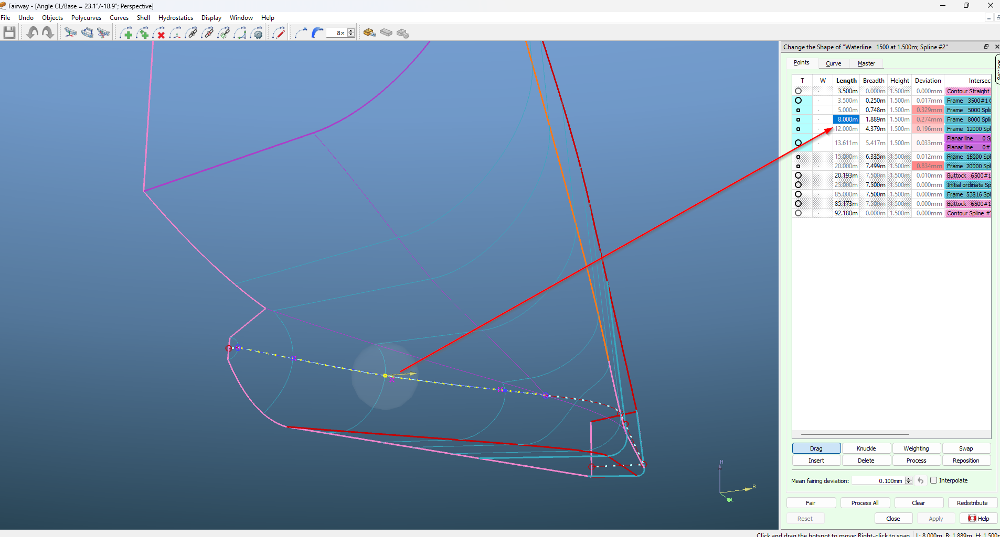 Fairway - [Angle CL/Base = 23.1°/-18.9°; Perspective]
File Undo Objects Polycurves Curves Shell Hydrostatics Display Window Help
8×
Change the Shape of "Waterline 1500 at 1.500m; Spline #2"
Settings
Points Curve Master
T W Length Breadth Height Deviation Intersec
3.500m 0.000m 1.500m 0.000mm Contour Straight
3.500m 0.250m 1.500m 0.017mm Frame 3500#1
5.000m 0.748m 1.500m 0.329mm Frame 5000 Spli
8.000m 1.889m 1.500m 0.274mm Frame 8000 Spli
12.000m 4.379m 1.500m 0.196mm Frame 12000 Spl
Planar line 0 S
13.611m 5.417m 1.500m 0.033mm
Planar line 0#
15.000m 6.335m 1.500m 0.012mm Frame 15000 Spl
20.000m 7.499m 1.500m 0.834mm Frame 20000 Spl
20.193m 7.500m 1.500m 0.010mm Buttock 6500#1
25.000m 7.500m 1.500m 0.000mm Initial ordinate Sp
85.000m 7.500m 1.500m 0.000mm Frame 53816 Spl
85.173m 7.500m 1.500m 0.000mm Buttock 6500#1
92.180m 0.000m 1.500m 0.000mm Contour Spline #
Drag Knuckle Weighting Swap
Insert Delete Process Reposition
Mean fairing deviation: 0.100mm Interpolate
Fair Process All Clear Redistribute
Reset Close Apply Help
H
B
L
Click and drag the hotspot to move; Right-click to snap L: 8.000m B: 1.889m H: 1.500